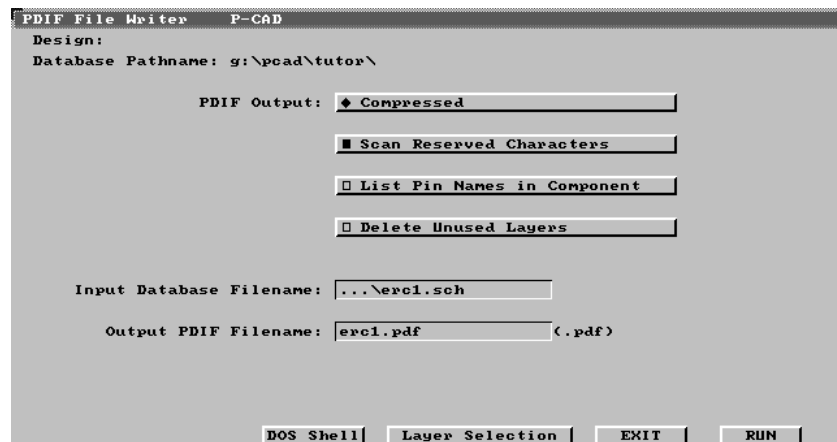 PDIF File Writer P-CAD
Design:
Database Pathname: g:\pcad\tutor\
PDIF Output: ♦ Compressed
■ Scan Reserved Characters
□ List Pin Names in Component
□ Delete Unused Layers
Input Database Filename: ...\erc1.sch
Output PDIF Filename: erc1.pdf (.pdf)
DOS Shell Layer Selection EXIT RUN